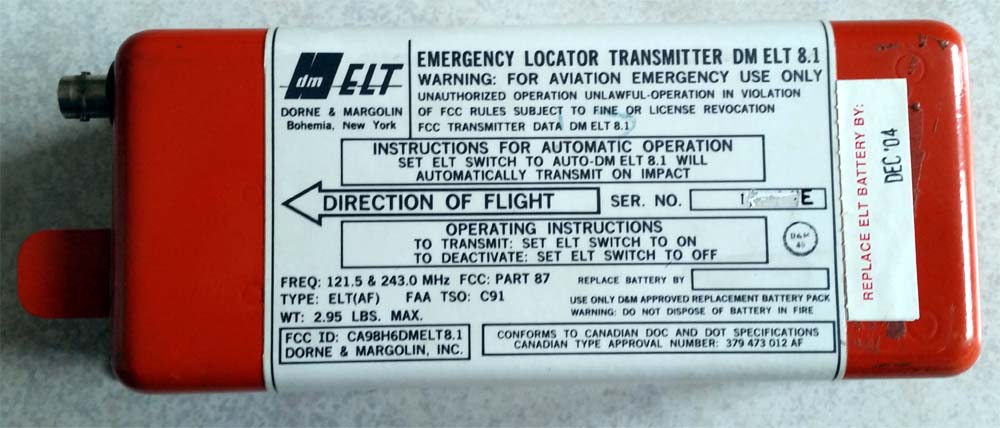 dm ELT
DORNE & MARGOLIN
Bohemia, New York
EMERGENCY LOCATOR TRANSMITTER DM ELT 8.1
WARNING: FOR AVIATION EMERGENCY USE ONLY
UNAUTHORIZED OPERATION UNLAWFUL-OPERATION IN VIOLATION
OF FCC RULES SUBJECT TO FINE OR LICENSE REVOCATION
FCC TRANSMITTER DATA DM ELT 8.1
INSTRUCTIONS FOR AUTOMATIC OPERATION
SET ELT SWITCH TO AUTO-DM ELT 8.1 WILL
AUTOMATICALLY TRANSMIT ON IMPACT
DIRECTION OF FLIGHT
SER. NO. 1 E
OPERATING INSTRUCTIONS
TO TRANSMIT: SET ELT SWITCH TO ON
TO DEACTIVATE: SET ELT SWITCH TO OFF
FREQ: 121.5 & 243.0 MHz FCC: PART 87
TYPE: ELT(AF) FAA TSO: C91
WT: 2.95 LBS. MAX.
REPLACE BATTERY BY
USE ONLY D&M APPROVED REPLACEMENT BATTERY PACK
WARNING: DO NOT DISPOSE OF BATTERY IN FIRE
FCC ID: CA98H6DMELT8.1
DORNE & MARGOLIN, INC.
CONFORMS TO CANADIAN DOC AND DOT SPECIFICATIONS
CANADIAN TYPE APPROVAL NUMBER: 379 473 012 AF
REPLACE ELT BATTERY BY:
DEC '04